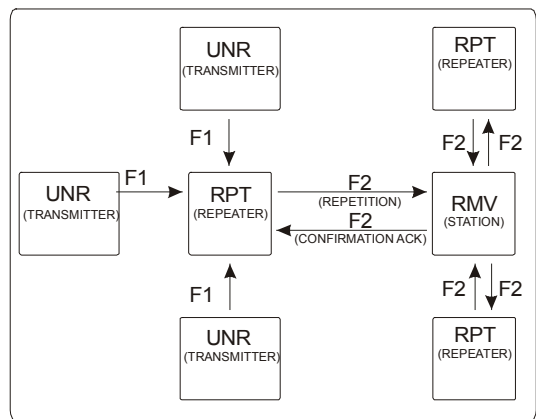 UNR
(TRANSMITTER)
RPT
(REPEATER)
F1
F2
F2
UNR
(TRANSMITTER)
F1
RPT
(REPEATER)
F2
(REPETITION)
F2
(CONFIRMATION ACK)
RMV
(STATION)
F1
F2
F2
UNR
(TRANSMITTER)
RPT
(REPEATER)